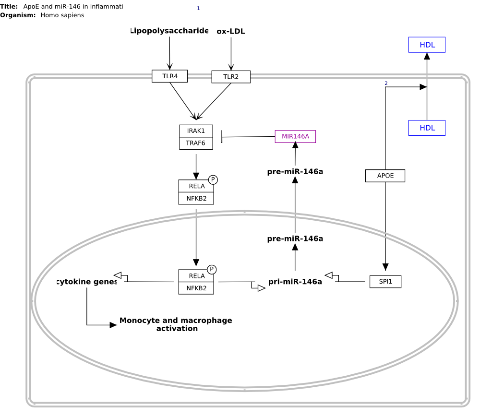 Title: ApoE and miR-146 in inflammati
1
Organism: Homo sapiens
Lipopolysaccharide ox-LDL
HDL
TLR4 TLR2
2
HDL
IRAK1
TRAF6
MIR146A
pre-miR-146a
APOE
P
RELA
NFKB2
pre-miR-146a
P
RELA
NFKB2
cytokine genes
pri-miR-146a
SPI1
Monocyte and macrophage
activation